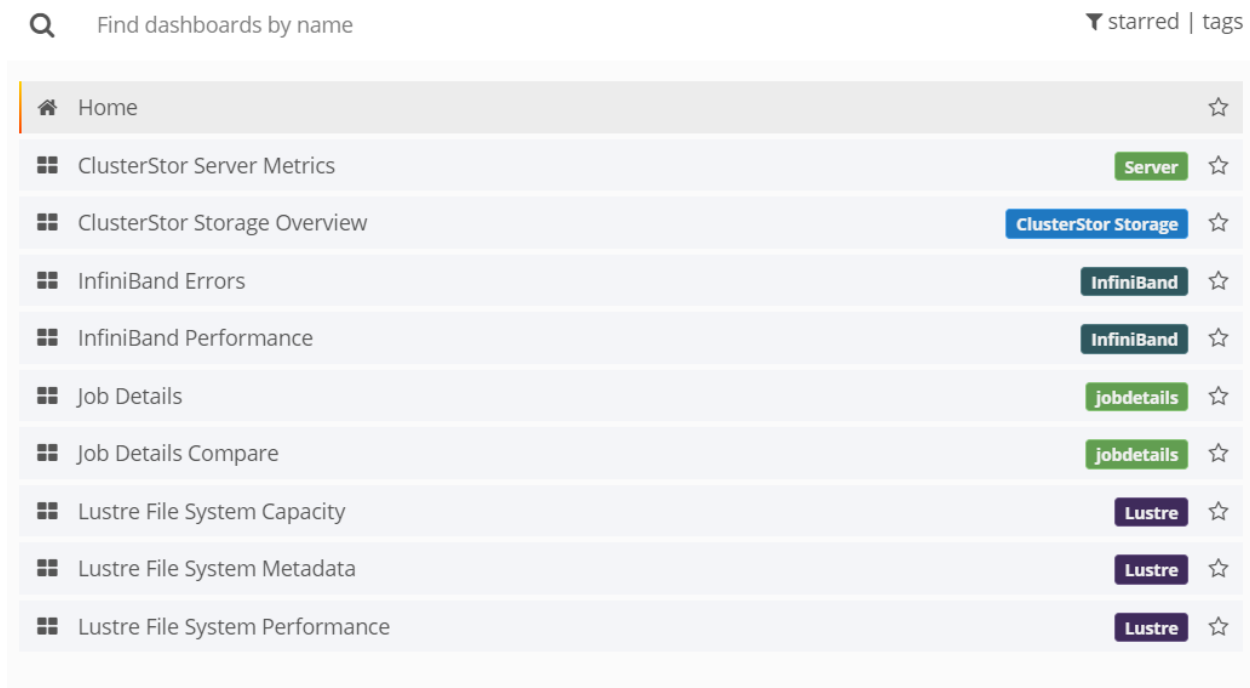 Find dashboards by name starred | tags
Home
ClusterStor Server Metrics Server
ClusterStor Storage Overview ClusterStor Storage
InfiniBand Errors InfiniBand
InfiniBand Performance InfiniBand
Job Details jobdetails
Job Details Compare jobdetails
Lustre File System Capacity Lustre
Lustre File System Metadata Lustre
Lustre File System Performance Lustre